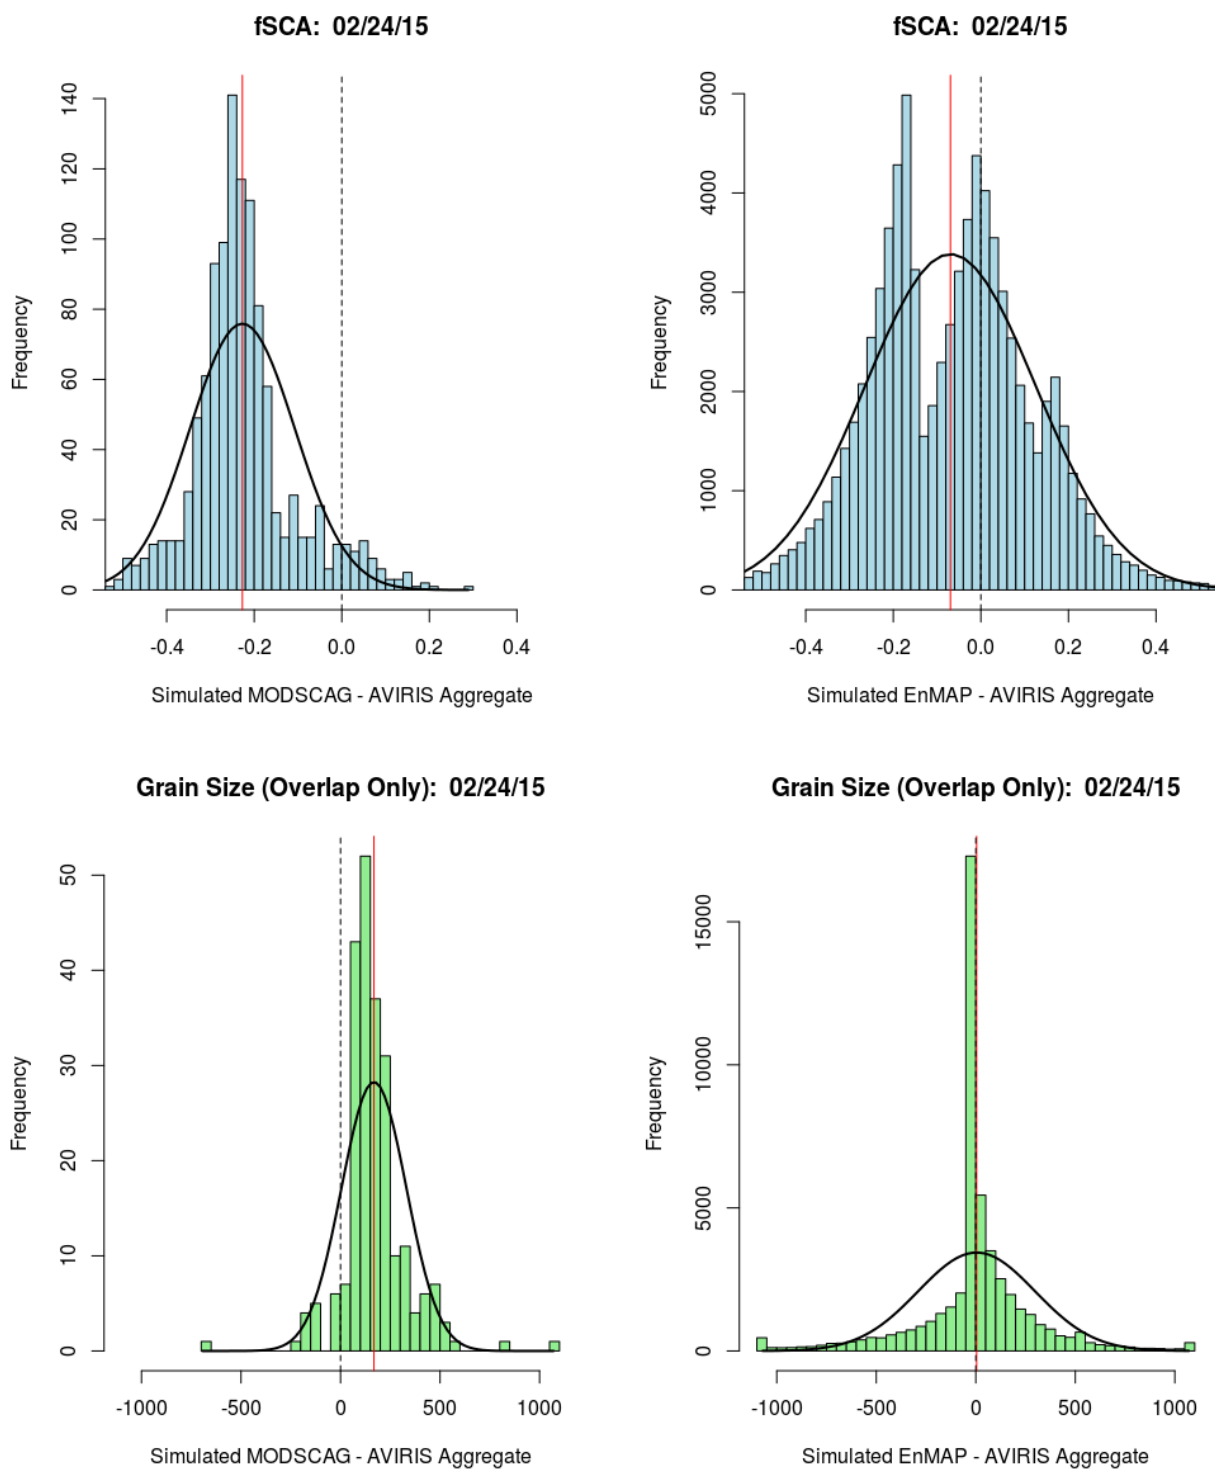 fSCA:  02/24/15
Frequency
0 20 40 60 80 100 120 140
-0.4 -0.2 0.0 0.2 0.4
Simulated MODSCAG - AVIRIS Aggregate
fSCA:  02/24/15
Frequency
0 1000 2000 3000 4000 5000
-0.4 -0.2 0.0 0.2 0.4
Simulated EnMAP - AVIRIS Aggregate
Grain Size (Overlap Only):  02/24/15
Frequency
0 10 20 30 40 50
-1000 -500 0 500 1000
Simulated MODSCAG - AVIRIS Aggregate
Grain Size (Overlap Only):  02/24/15
Frequency
0 5000 10000 15000
-1000 -500 0 500 1000
Simulated EnMAP - AVIRIS Aggregate